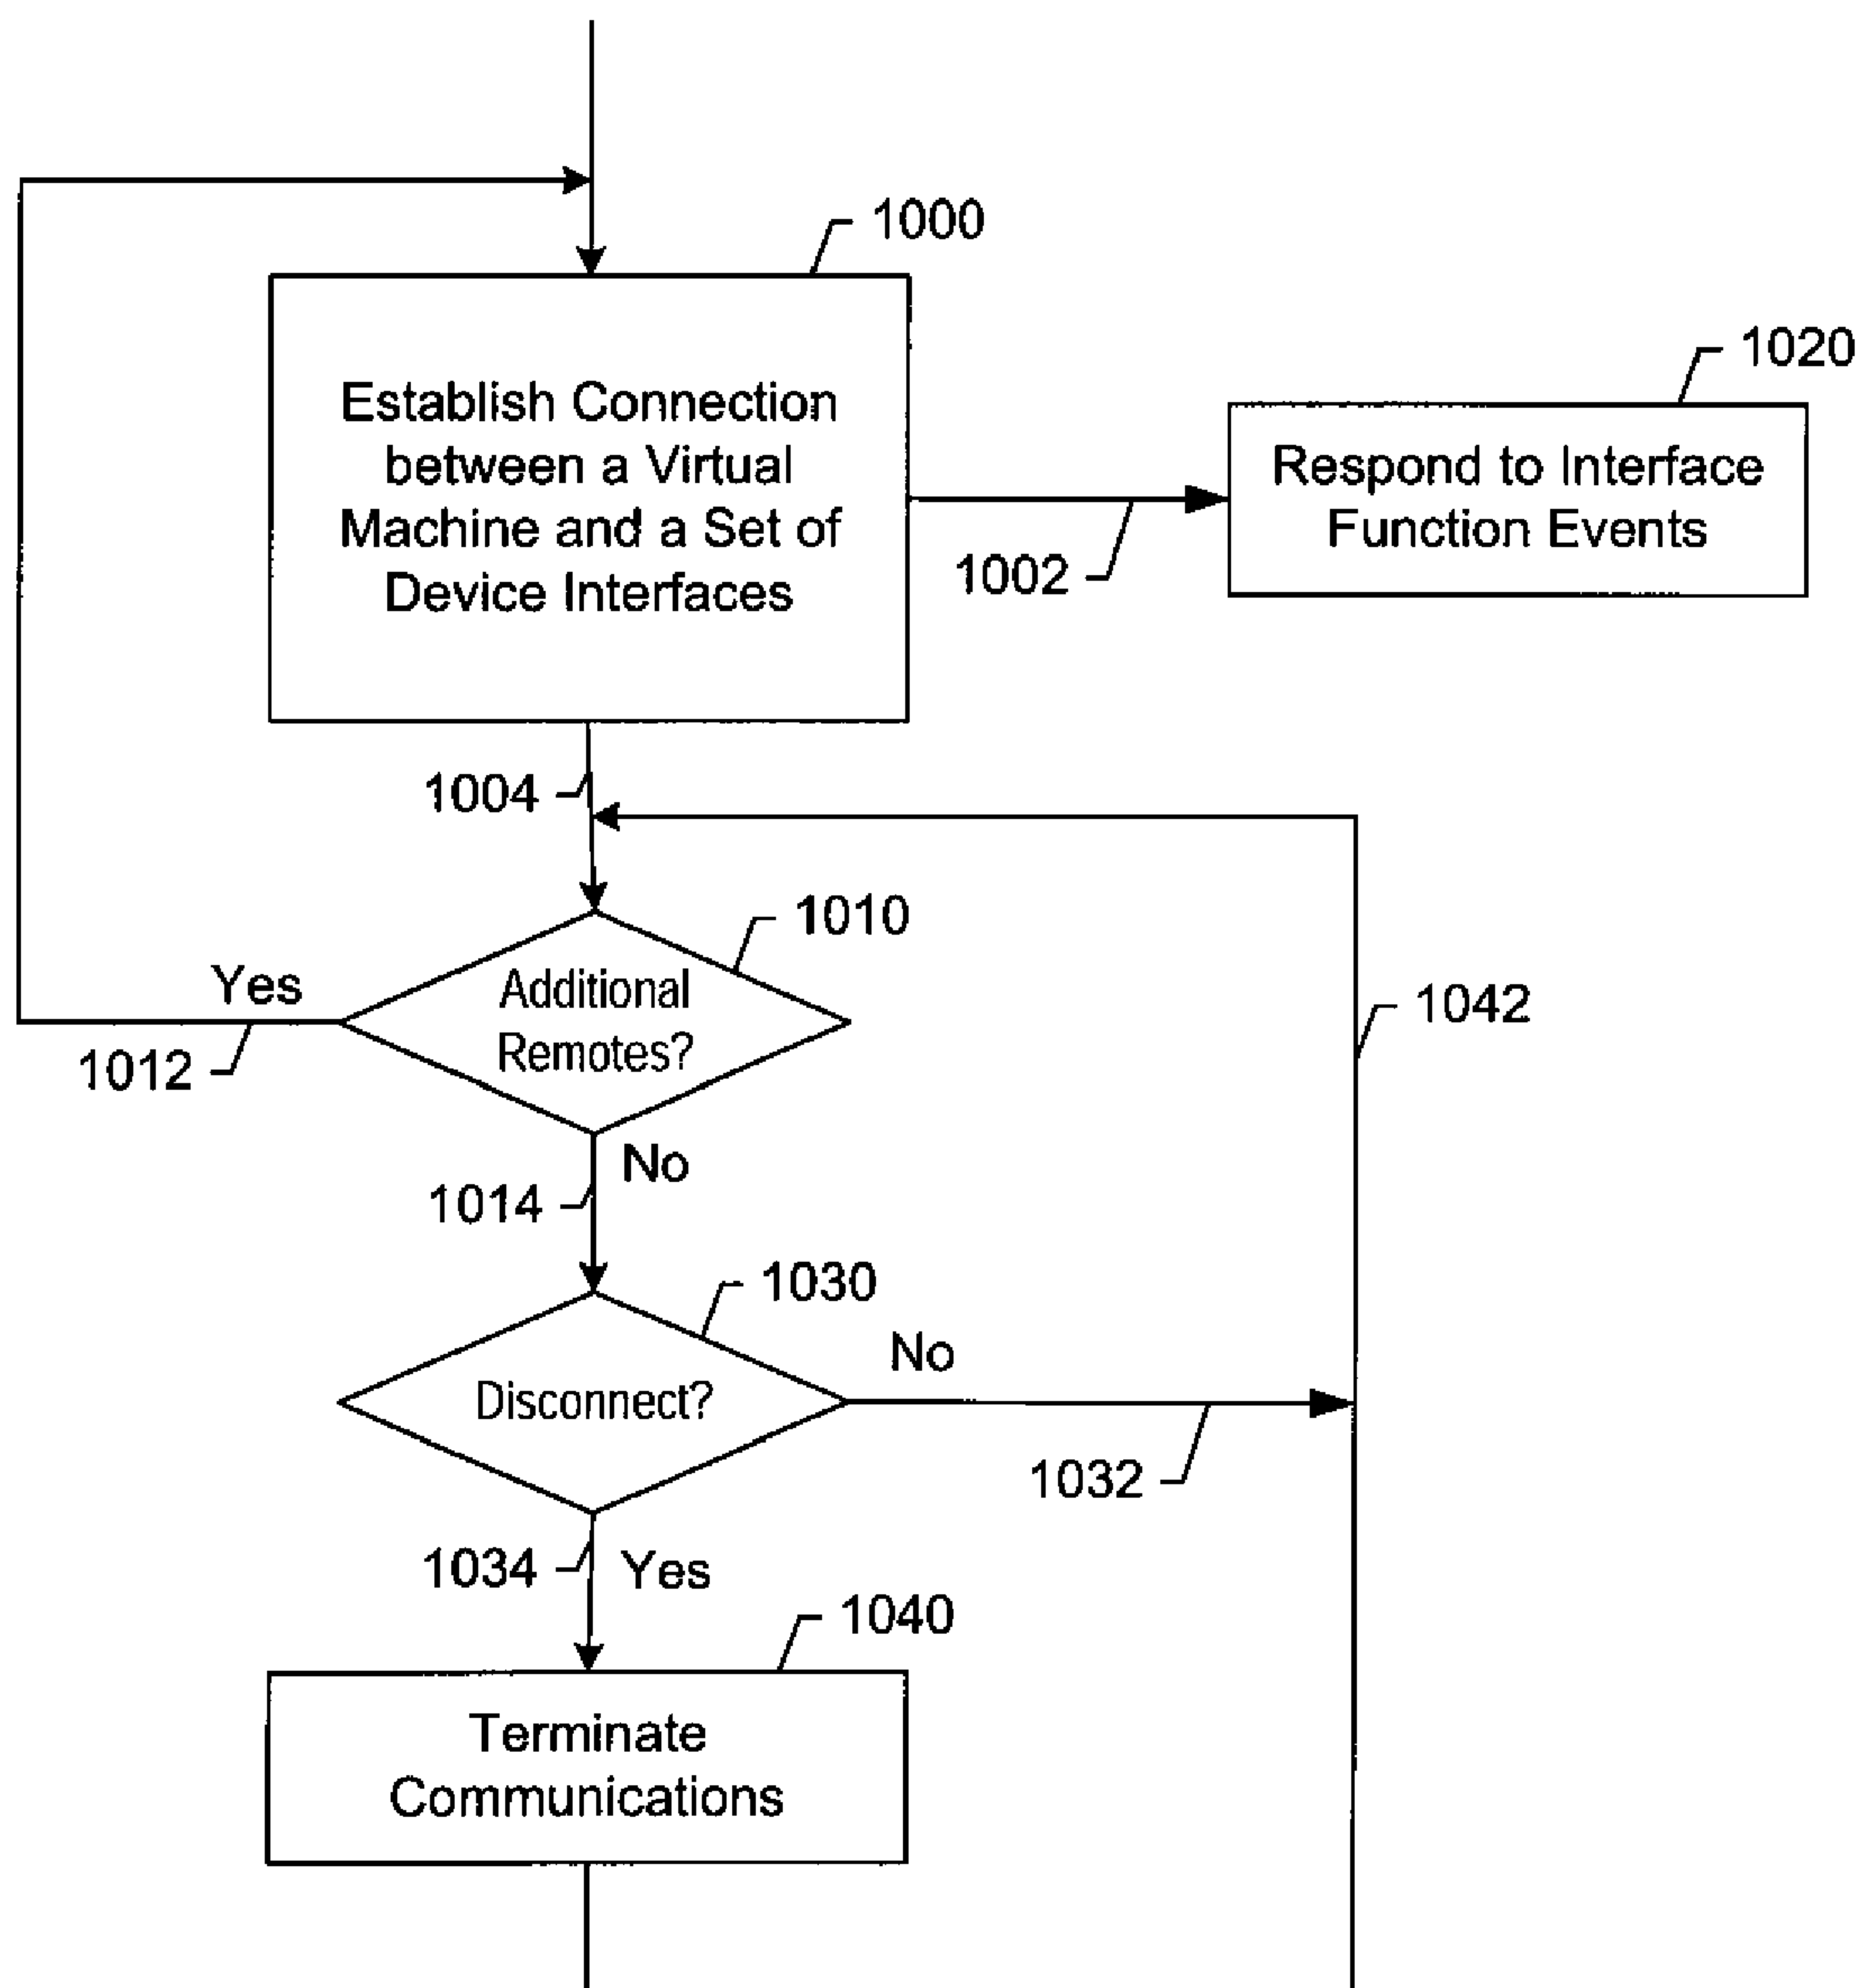 1000
Establish Connection
between a Virtual
Machine and a Set of
Device Interfaces
1020
Respond to Interface
Function Events
1002
1004
1010
Additional
Remotes?
Yes
1012
1042
No
1014
1030
Disconnect?
No
1032
1034
Yes
1040
Terminate
Communications